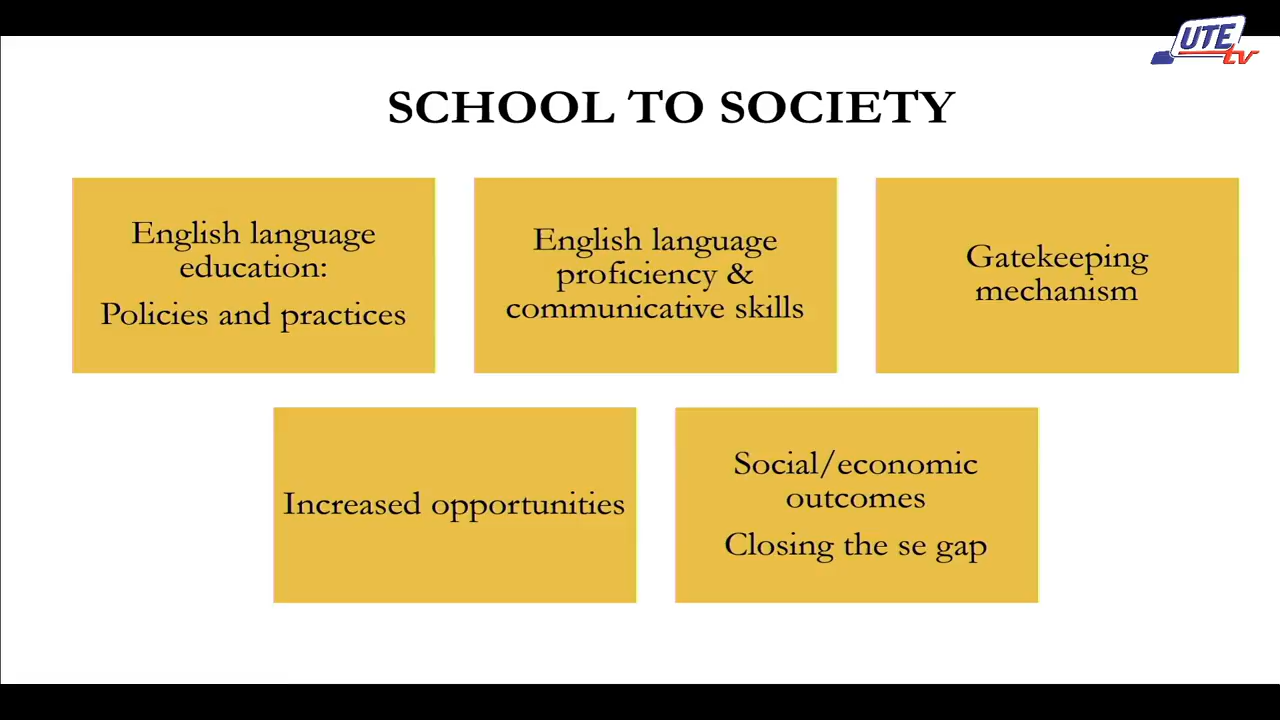 UTE
tv
SCHOOL TO SOCIETY
English language
education:
Policies and practices
English language
proficiency &
communicative skills
Gatekeeping
mechanism
Increased opportunities
Social/economic
outcomes
Closing the se gap